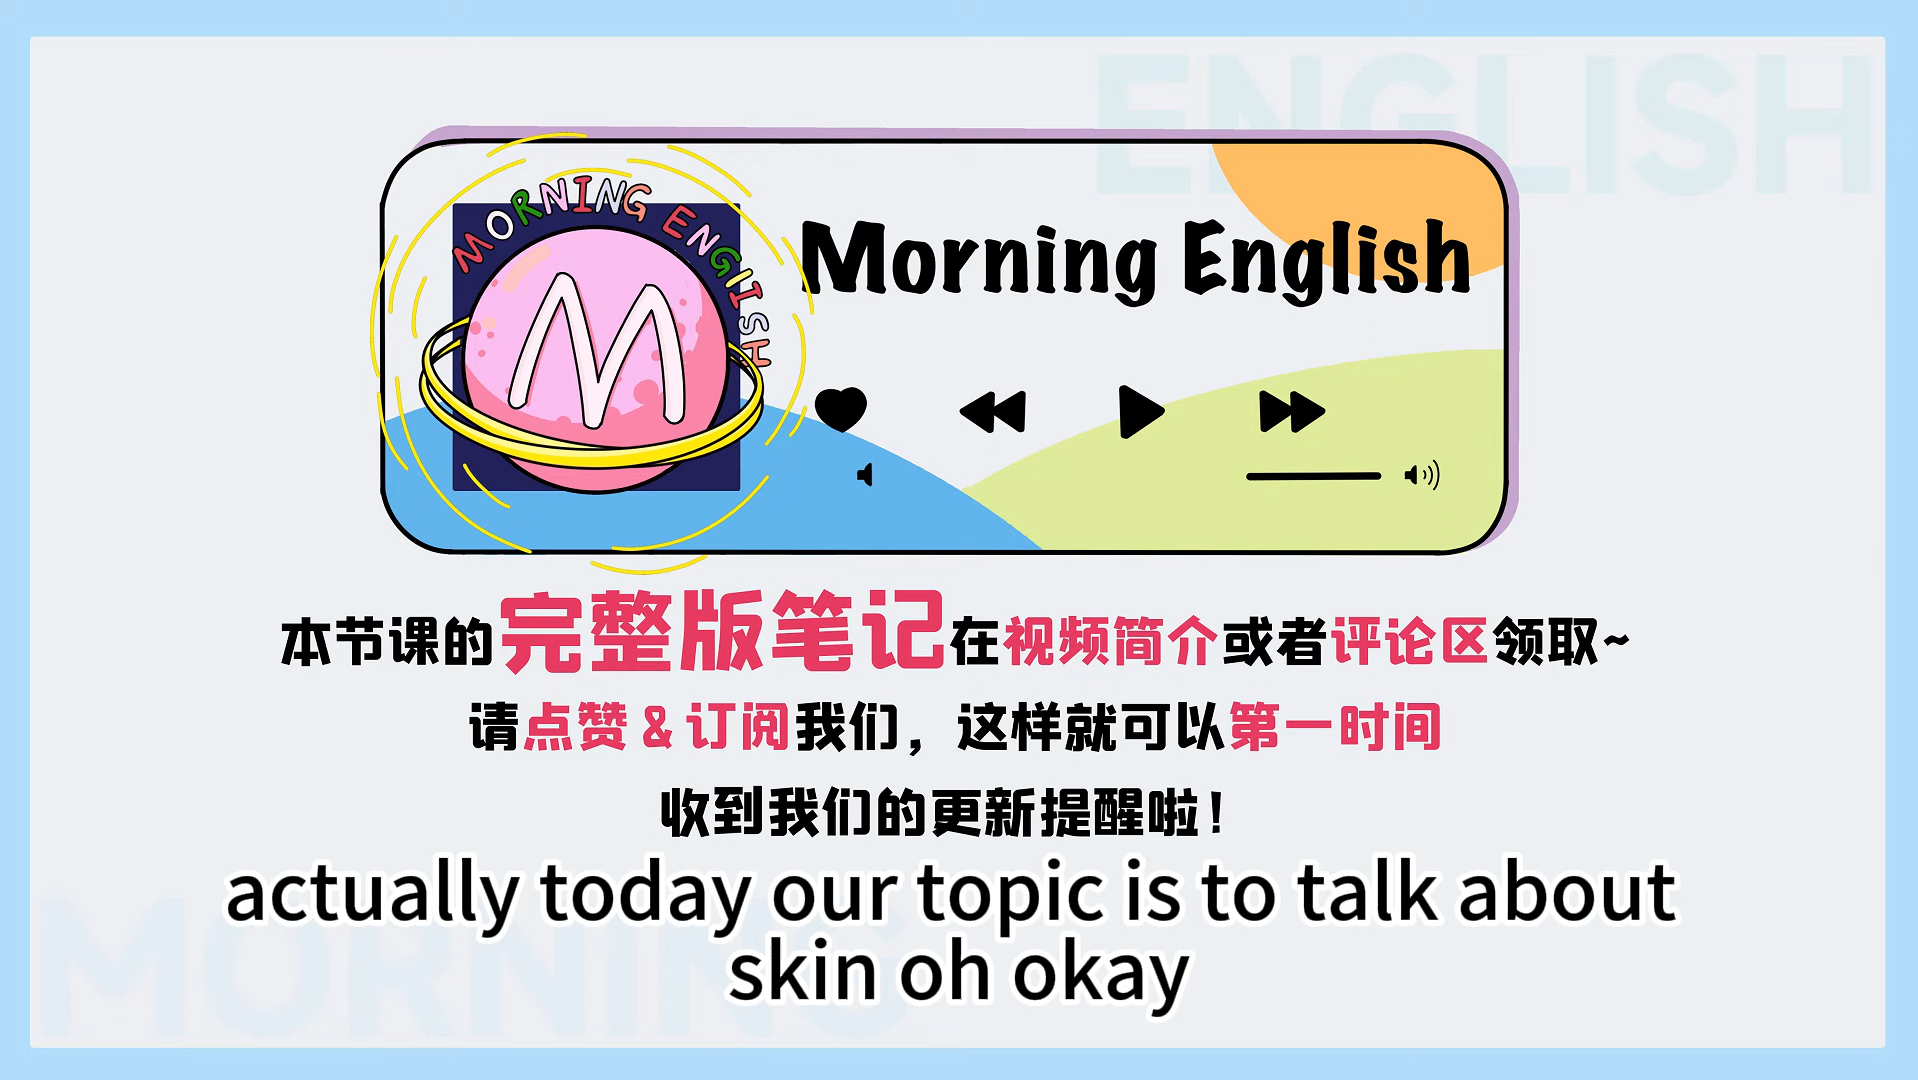 ENGLISH
MORNING ENGLISH
M
Morning English
本节课的完整版笔记在视频简介或者评论区领取~
请点赞&订阅我们，这样就可以第一时间
收到我们的更新提醒啦！
actually today our topic is to talk about
skin oh okay
MORNING